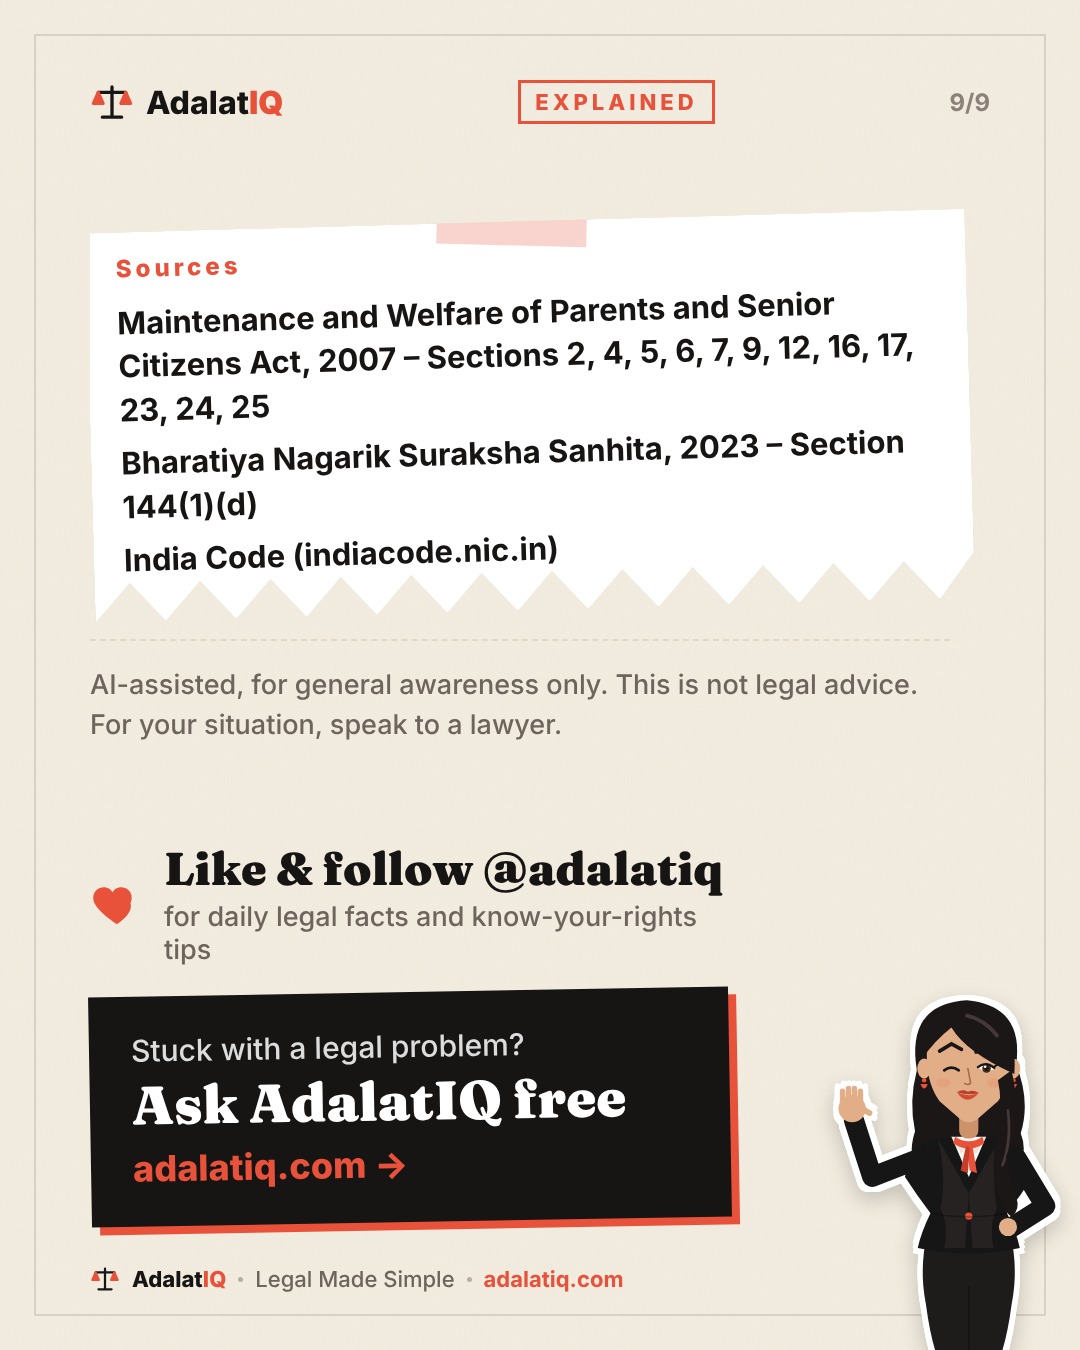 AdalatIQ
EXPLAINED
9/9
Sources
Maintenance and Welfare of Parents and Senior
Citizens Act, 2007 – Sections 2, 4, 5, 6, 7, 9, 12, 16, 17,
23, 24, 25
Bharatiya Nagarik Suraksha Sanhita, 2023 – Section
144(1)(d)
India Code (indiacode.nic.in)
AI-assisted, for general awareness only. This is not legal advice.
For your situation, speak to a lawyer.
Like & follow @adalatiq
for daily legal facts and know-your-rights
tips
Stuck with a legal problem?
Ask AdalatIQ free
adalatiq.com →
AdalatIQ • Legal Made Simple • adalatiq.com